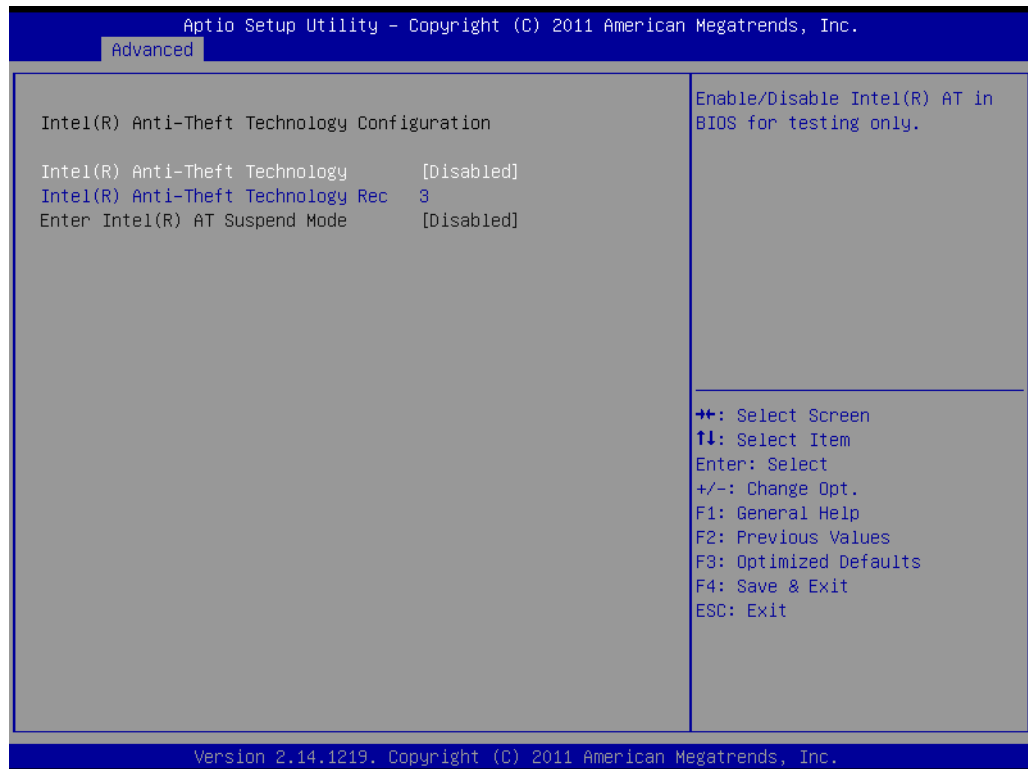 Aptio Setup Utility – Copyright (C) 2011 American Megatrends, Inc.
Advanced
Intel(R) Anti-Theft Technology Configuration
Intel(R) Anti-Theft Technology [Disabled]
Intel(R) Anti-Theft Technology Rec 3
Enter Intel(R) AT Suspend Mode [Disabled]
Enable/Disable Intel(R) AT in
BIOS for testing only.
→←: Select Screen
↑↓: Select Item
Enter: Select
+/-: Change Opt.
F1: General Help
F2: Previous Values
F3: Optimized Defaults
F4: Save & Exit
ESC: Exit
Version 2.14.1219. Copyright (C) 2011 American Megatrends, Inc.